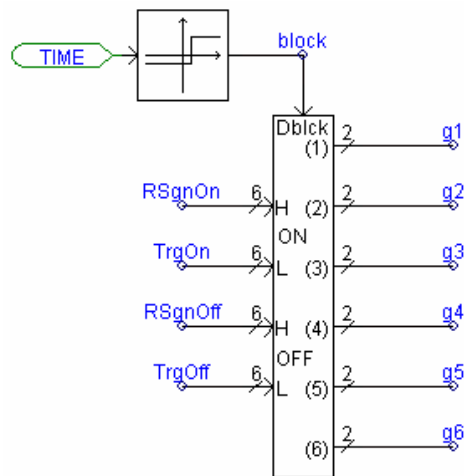 TIME
block
Dblck
(1) 2 g1
RSgnOn 6 H (2) 2 g2
ON
TrgOn 6 L (3) 2 g3
RSgnOff 6 H (4) 2 g4
OFF
TrgOff 6 L (5) 2 g5
(6) 2 g6